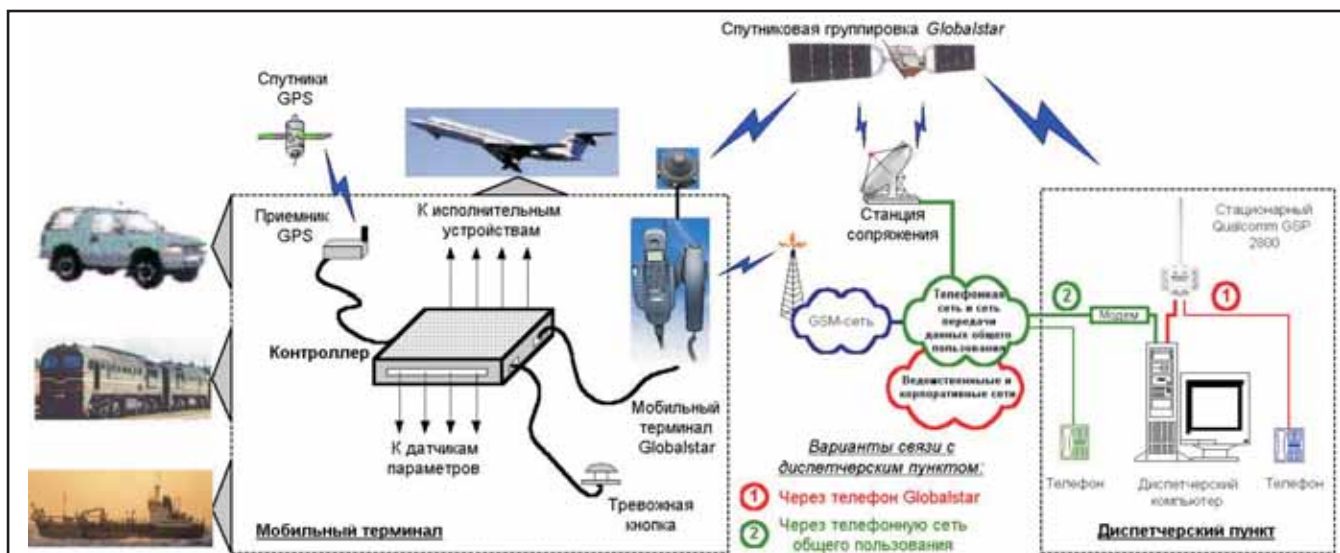 Спутниковая группировка Globalstar
Спутники
GPS
Приемник
GPS
К исполнительным
устройствам
Контроллер
К датчикам
параметров
Мобильный
терминал
Globalstar
Тревожная
кнопка
Мобильный терминал
Станция
сопряжения
GSM-сеть
Телефонная
сеть и сеть
передачи
данных общего
пользования
Ведомственные и
корпоративные сети
Варианты связи с
диспетчерским пунктом:
1 Через телефон Globalstar
2 Через телефонную сеть
общего пользования
Стационарный
Qualcomm GSP
2800
2
1
Модем
Телефон
Диспетчерский
компьютер
Телефон
Диспетчерский пункт